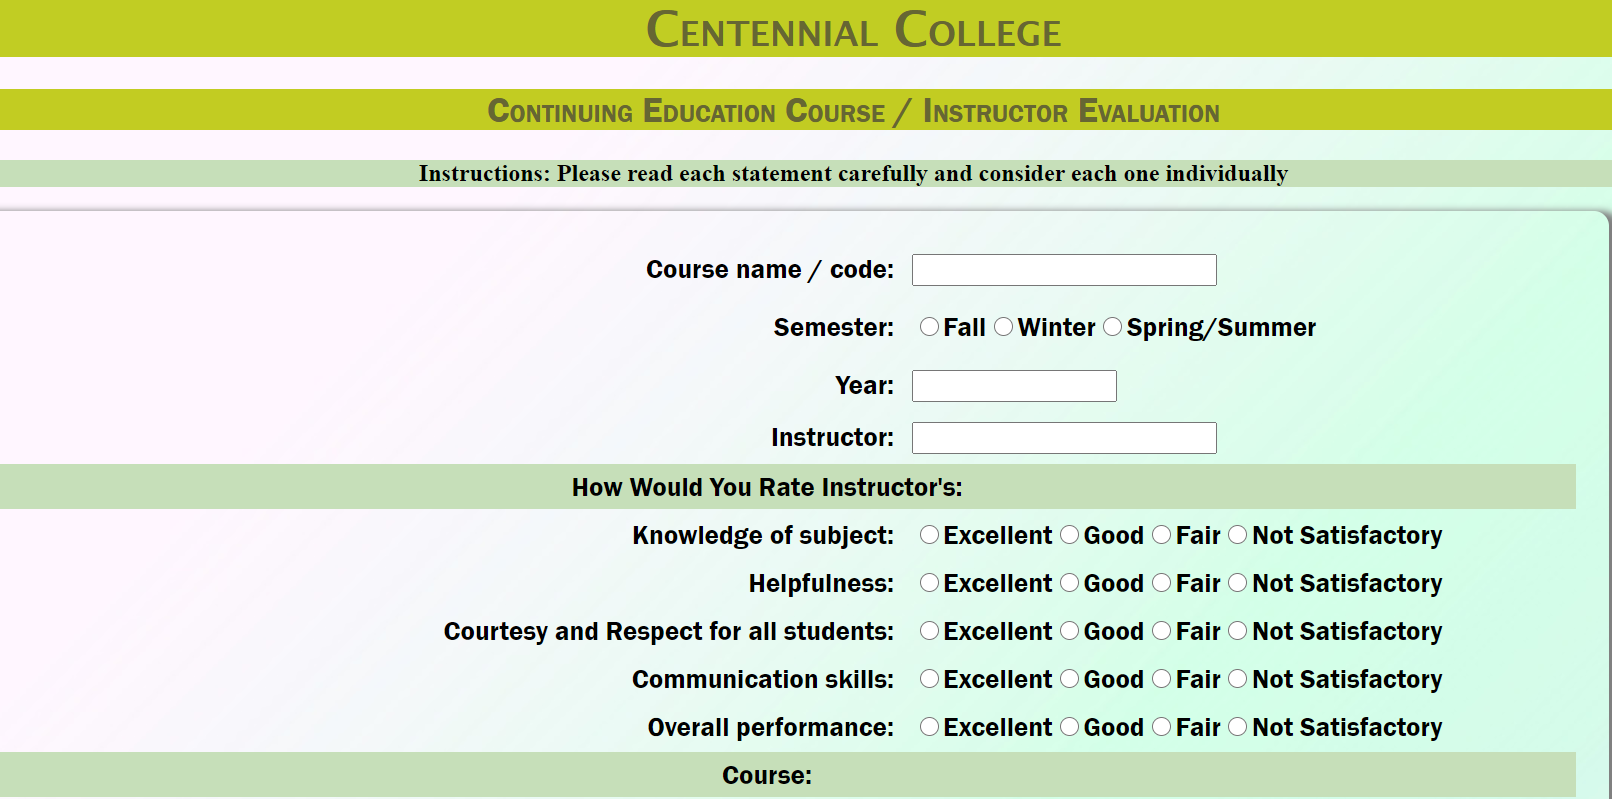 Centennial College
Continuing Education Course / Instructor Evaluation
Instructions: Please read each statement carefully and consider each one individually
Course name / code:
Semester: Fall Winter Spring/Summer
Year:
Instructor:
How Would You Rate Instructor's:
Knowledge of subject: Excellent Good Fair Not Satisfactory
Helpfulness: Excellent Good Fair Not Satisfactory
Courtesy and Respect for all students: Excellent Good Fair Not Satisfactory
Communication skills: Excellent Good Fair Not Satisfactory
Overall performance: Excellent Good Fair Not Satisfactory
Course: